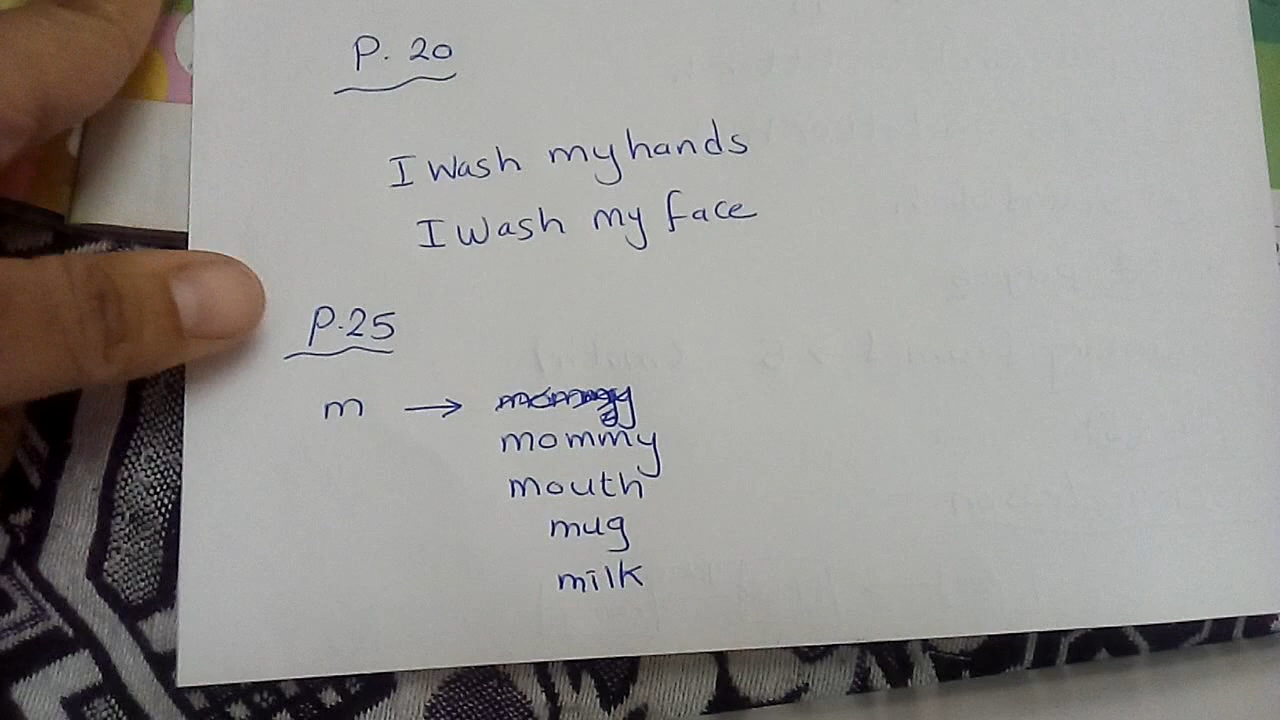 P. 20
I wash my hands
I wash my face
P.25
m →
mommy
mouth
mug
milk